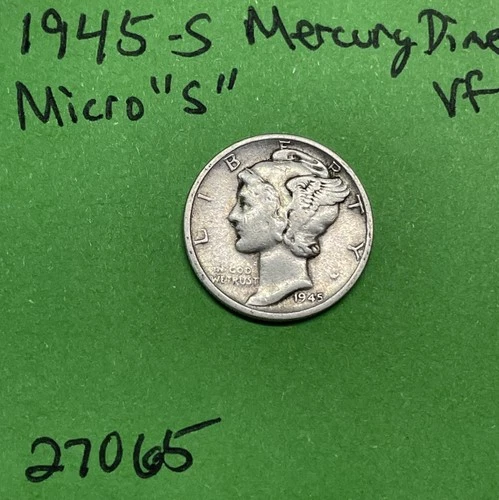 1945-S Mercury Dime
Micro "S" Vf
LIBERTY
IN GOD
WE TRUST
1945
27065